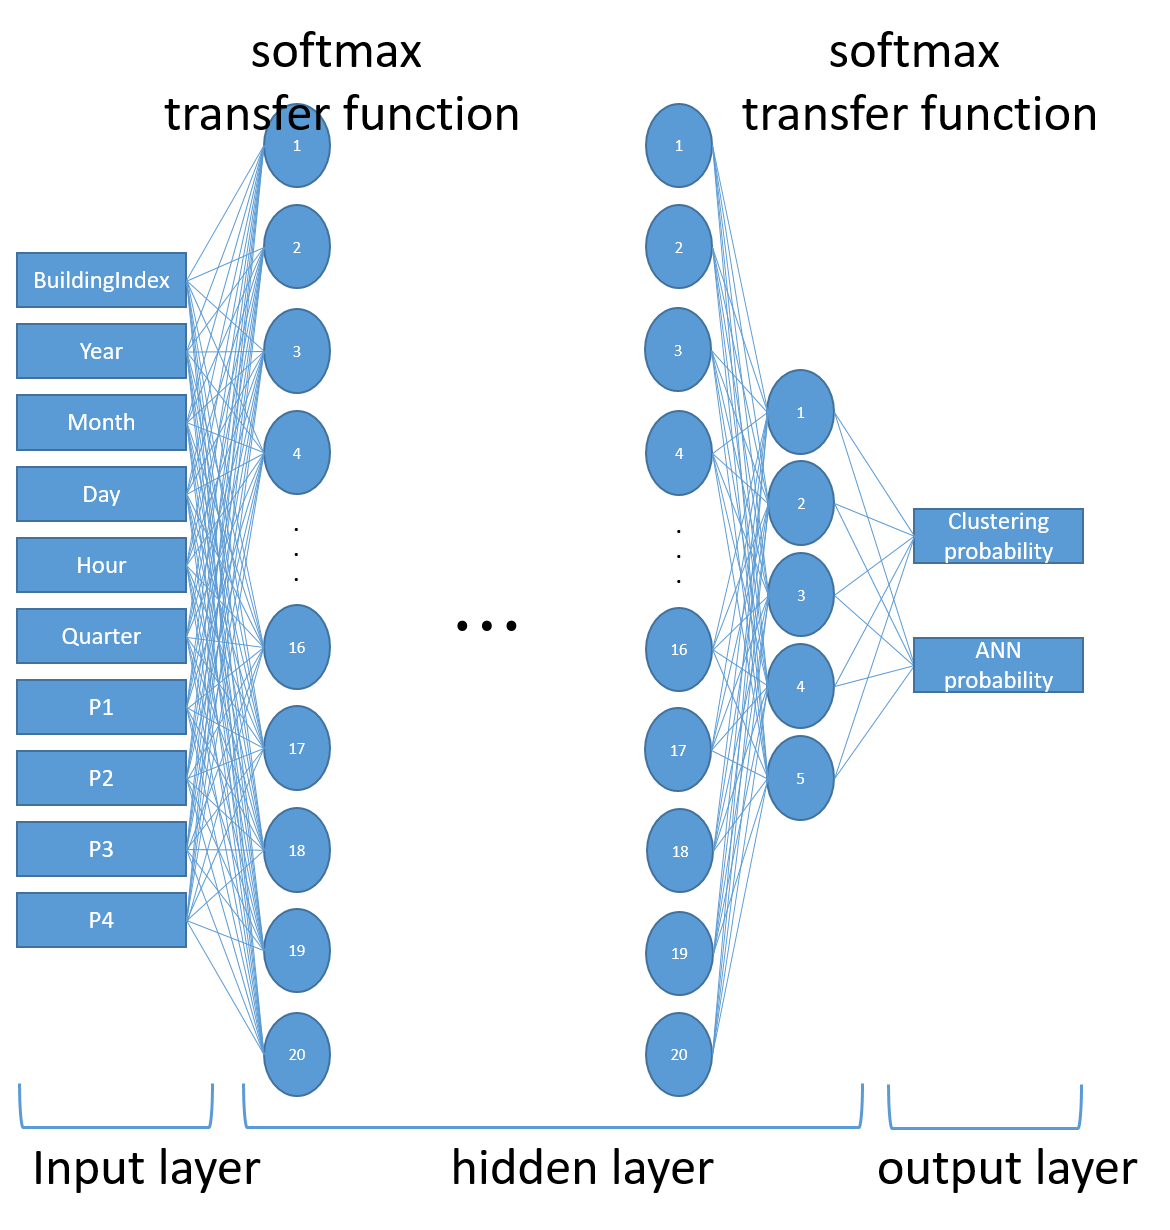 softmax
transfer function
softmax
transfer function
BuildingIndex
Year
Month
Day
Hour
Quarter
P1
P2
P3
P4
1
2
3
4
.
.
.
16
17
18
19
20
...
1
2
3
4
.
.
.
16
17
18
19
20
1
2
3
4
5
Clustering
probability
ANN
probability
Input layer
hidden layer
output layer